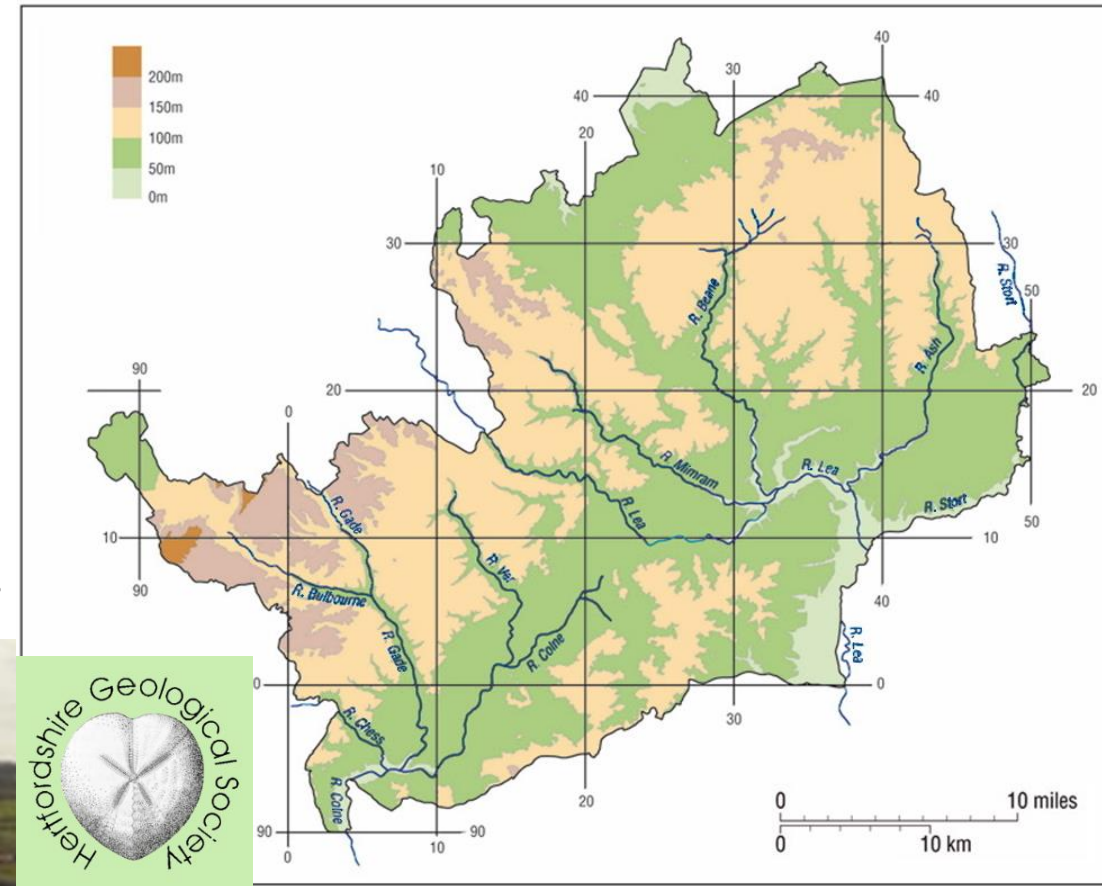 200m
150m
100m
50m
0m
40
30
40
40
20
10
30
30
R. Stort
50
R. Beane
R. Ash
90
20
20
0
R. Mimram
R. Lea
R. Lea
R. Stort
R. Gade
50
10
10
R. Ver
90
R. Bulbourne
40
R. Gade
R. Colne
R. Lea
0
0
30
R. Chess
R. Colne
20
90
90
0
10
0
10 miles
0
10 km
Hertfordshire Geological Society